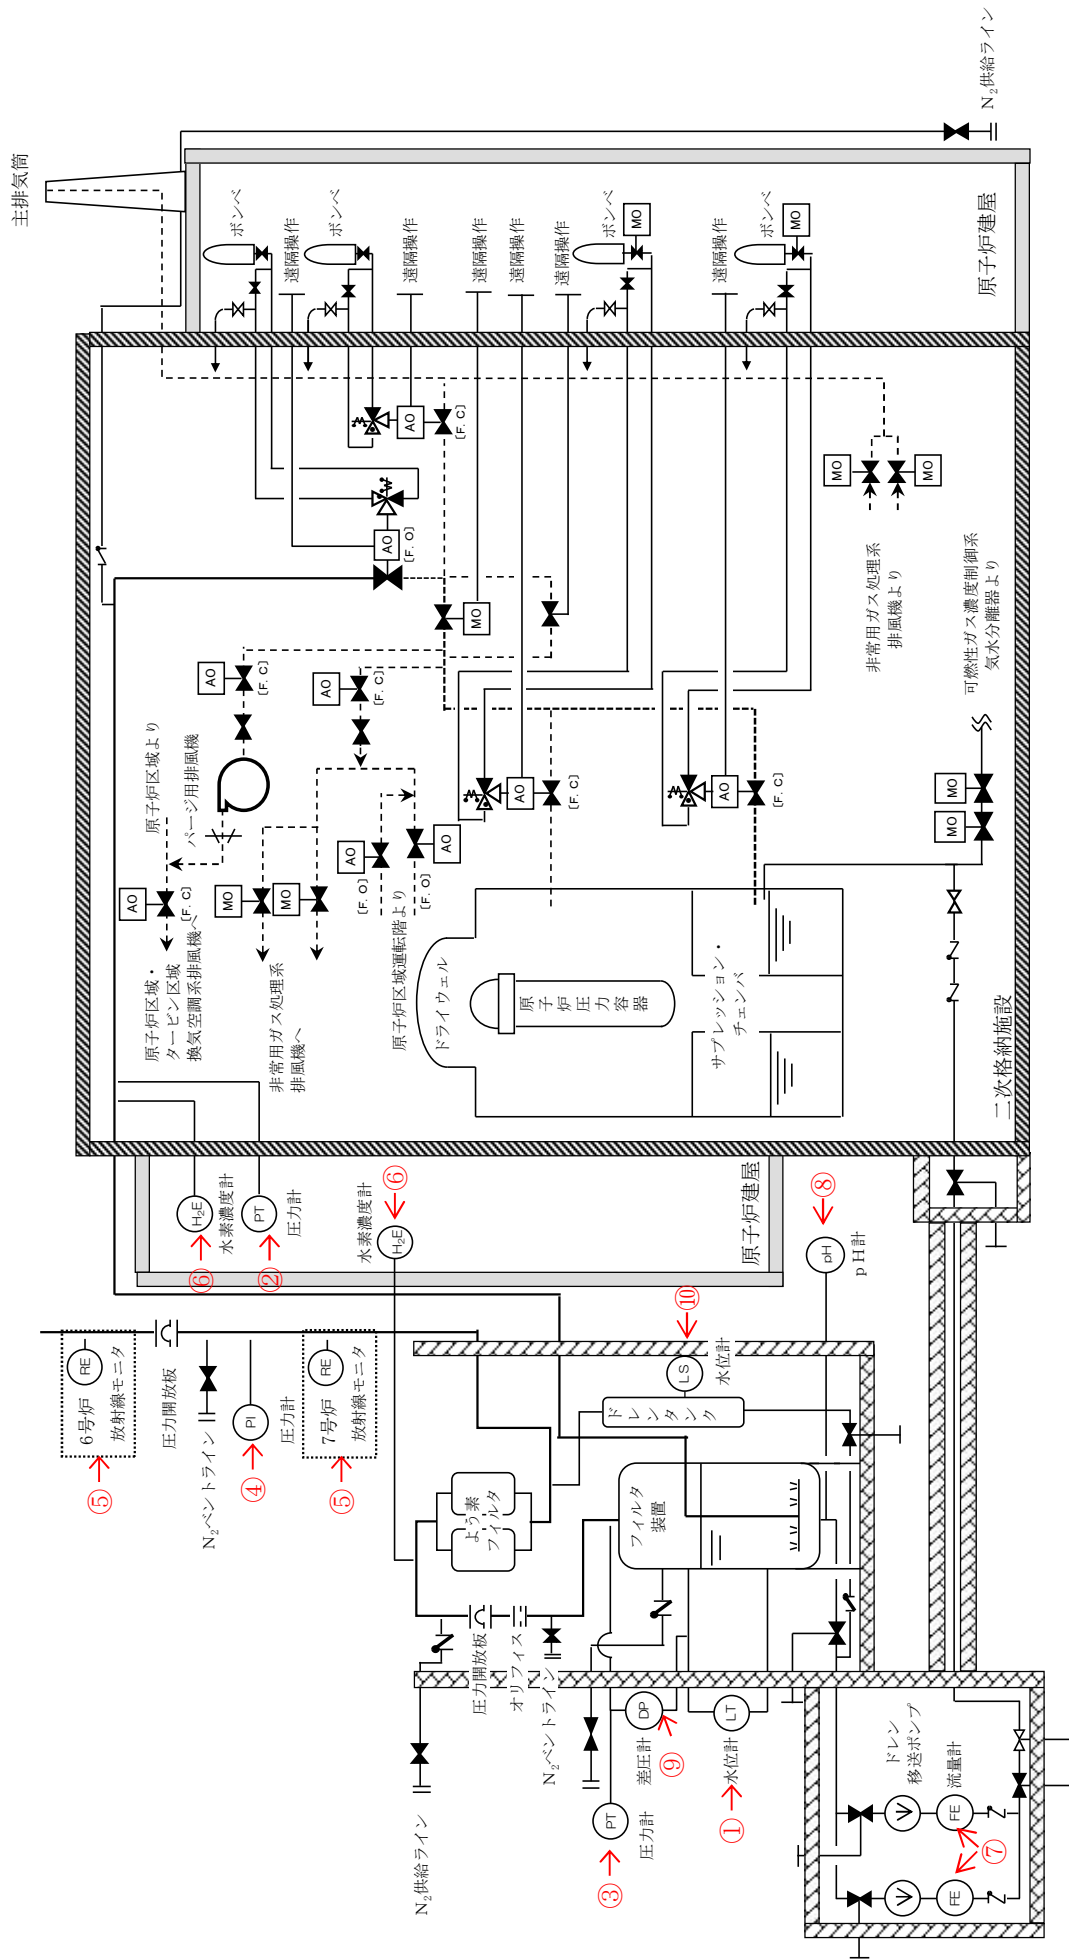 主排気筒
N₂供給ライン
ボンベ
遠隔操作
ボンベ
遠隔操作
遠隔操作
遠隔操作
遠隔操作
ボンベ
MO
遠隔操作
ボンベ
MO
原子炉建屋
AO
[F. C]
AO
[F. O]
MO
MO
MO
非常用ガス処理系
排風機より
可燃性ガス濃度制御系
気水分離器より
MO
MO
AO
[F. C]
AO
[F. C]
原子炉区域より
パージ用排風機
AO
[F. C]
MO
MO
AO
[F. O]
AO
[F. O]
AO
[F. C]
AO
[F. C]
原子炉区域・
タービン区域
換気空調系排風機へ
非常用ガス処理系
排風機へ
原子炉区域運転階より
ドライウェル
原子炉圧力容器
サプレッション・
チェンバ
二次格納施設
H₂E
水素濃度計
⑥
PT
圧力計
②
水素濃度計
H₂E
⑥
原子炉建屋
⑧
pH
pH計
6号炉
RE
放射線モニタ
⑤
圧力開放板
N₂ベントライン
PI
圧力計
④
7号炉
RE
放射線モニタ
⑤
⑩
LS
水位計
ドレンタンク
よう素
フィルタ
フィルタ
装置
圧力開放板
オリフィス
N₂ベントライン
N₂供給ライン
DP
差圧計
⑨
LT
水位計
①
PT
圧力計
③
ドレン
移送ポンプ
流量計
FE
FE
⑦